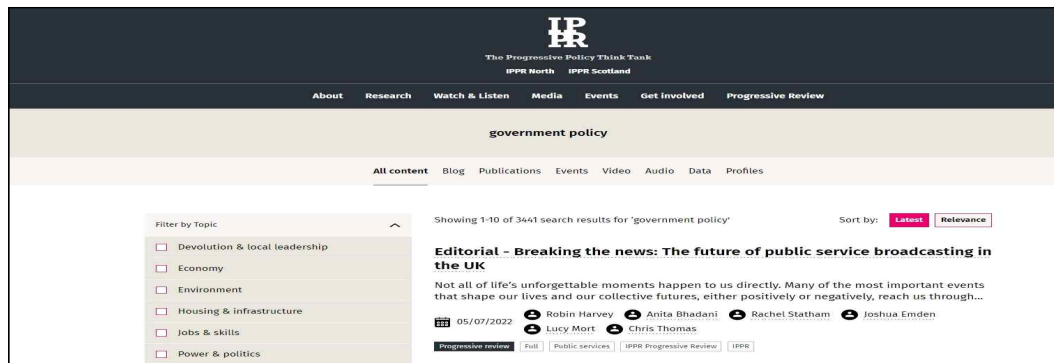 IPPR
The Progressive Policy Think Tank
IPPR North IPPR Scotland
About Research Watch & Listen Media Events Get involved Progressive Review
government policy
All content Blog Publications Events Video Audio Data Profiles
Filter by Topic
Devolution & local leadership
Economy
Environment
Housing & infrastructure
Jobs & skills
Power & politics
Showing 1-10 of 3441 search results for 'government policy'
Sort by: Latest Relevance
Editorial - Breaking the news: The future of public service broadcasting in
the UK
Not all of life's unforgettable moments happen to us directly. Many of the most important events
that shape our lives and our collective futures, either positively or negatively, reach us through...
05/07/2022 Robin Harvey Anita Bhadani Rachel Statham Joshua Emden
Lucy Mort Chris Thomas
Progressive review Full Public services IPPR Progressive Review IPPR